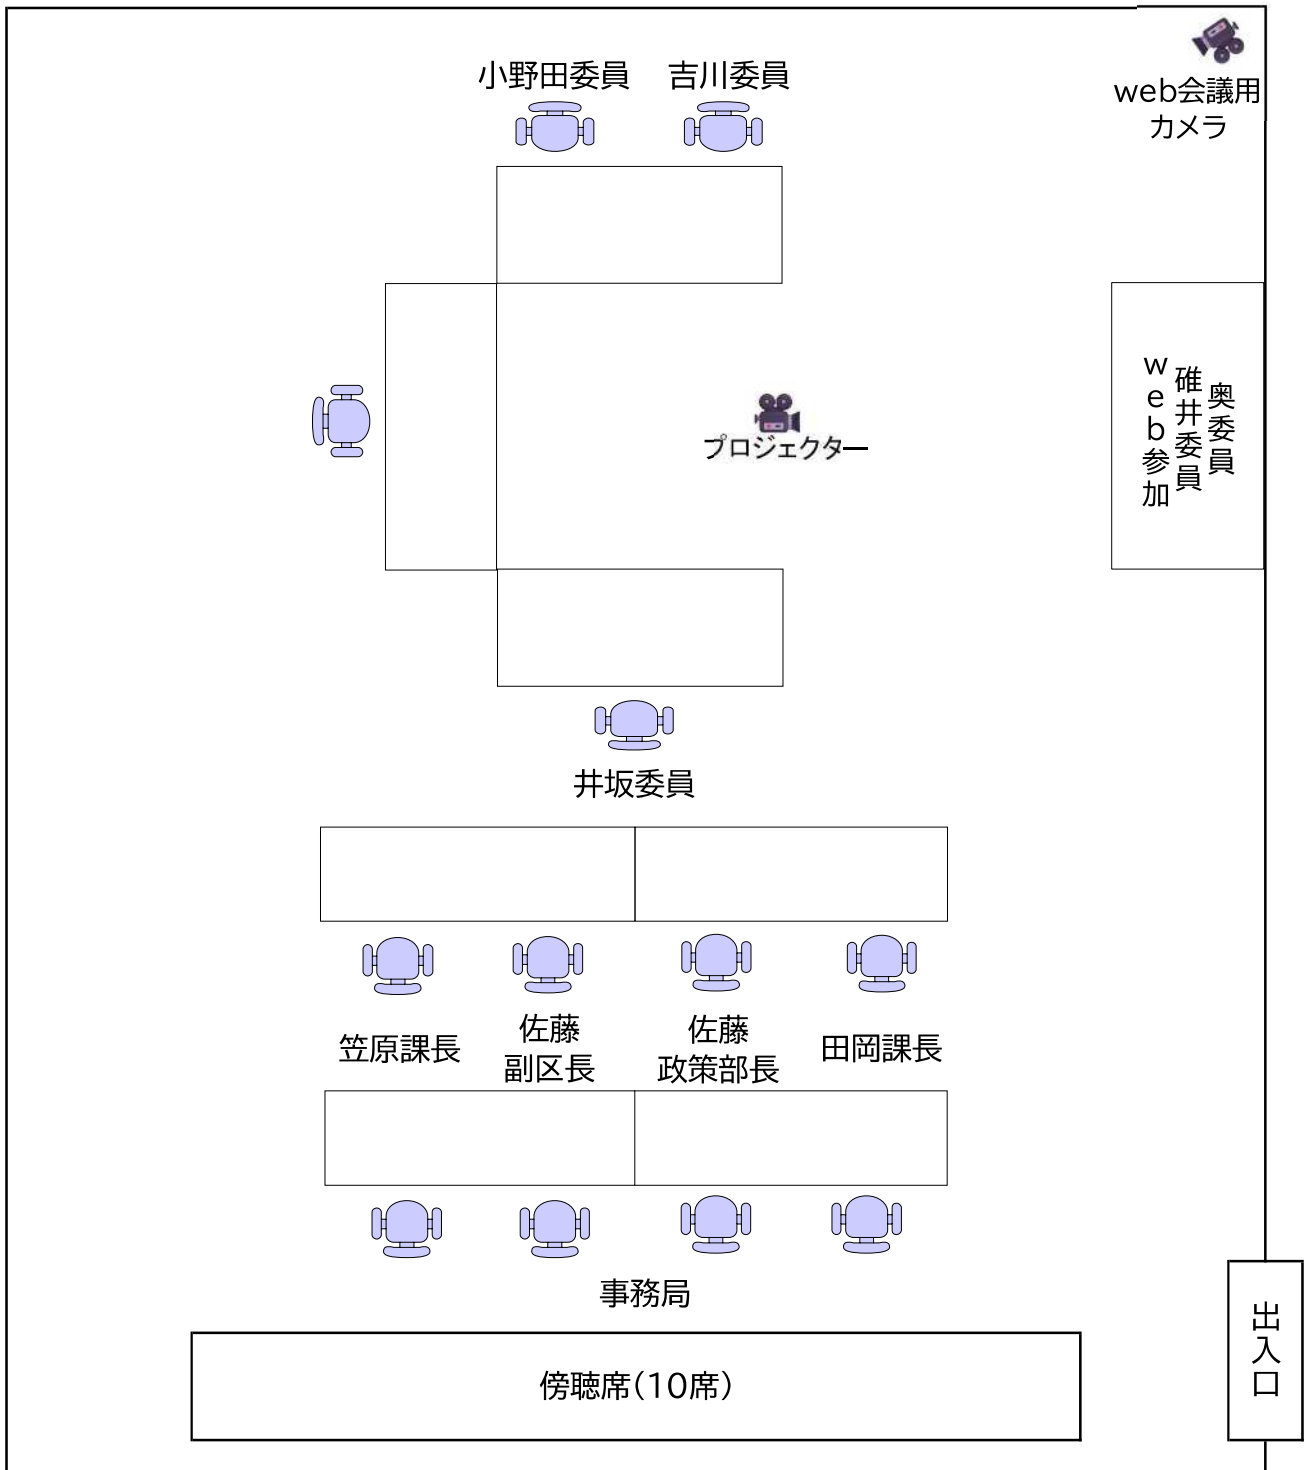 小野田委員 吉川委員
web会議用
カメラ
プロジェクター
奥委員
碓井委員
web参加
井坂委員
笠原課長
佐藤
副区長
佐藤
政策部長
田岡課長
事務局
傍聴席(10席)
出入口